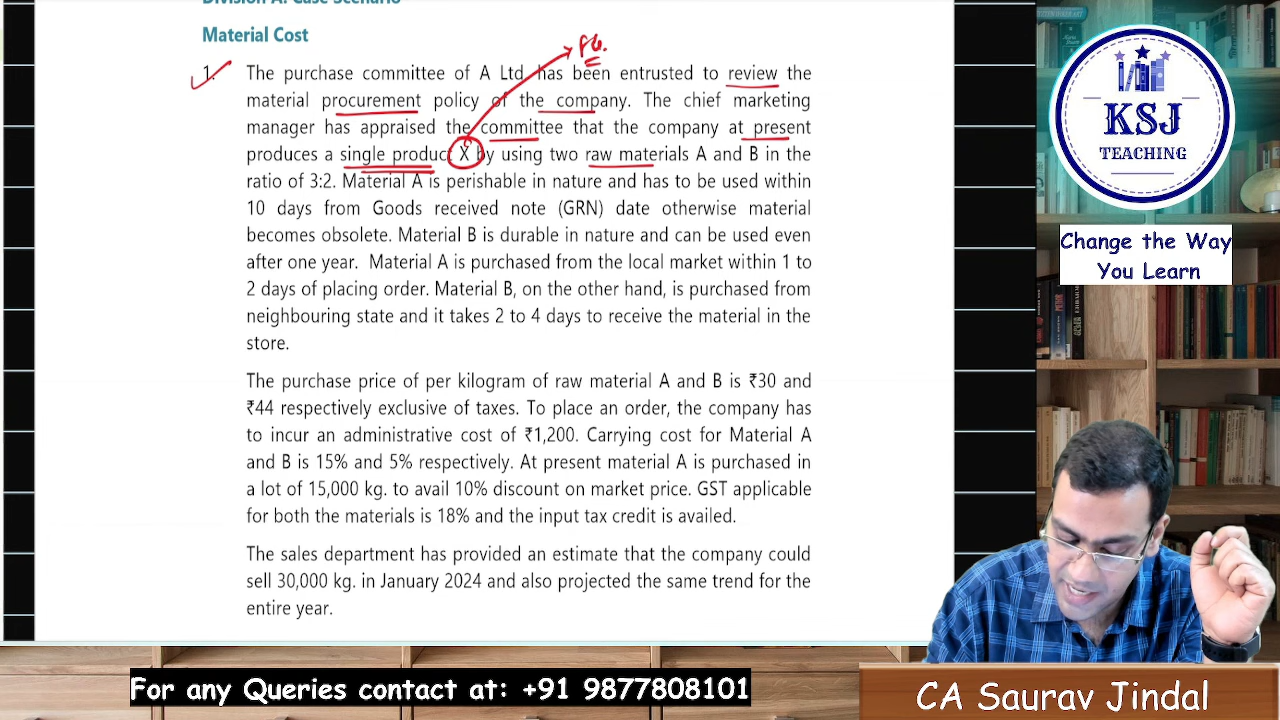 Division A: Case Scenario
Material Cost
1. The purchase committee of A Ltd. has been entrusted to review the
material procurement policy of the company. The chief marketing
manager has appraised the committee that the company at present
produces a single product X by using two raw materials A and B in the
ratio of 3:2. Material A is perishable in nature and has to be used within
10 days from Goods received note (GRN) date otherwise material
becomes obsolete. Material B is durable in nature and can be used even
after one year. Material A is purchased from the local market within 1 to
2 days of placing order. Material B, on the other hand, is purchased from
neighbouring state and it takes 2 to 4 days to receive the material in the
store.
The purchase price of per kilogram of raw material A and B is ₹30 and
₹44 respectively exclusive of taxes. To place an order, the company has
to incur an administrative cost of ₹1,200. Carrying cost for Material A
and B is 15% and 5% respectively. At present material A is purchased in
a lot of 15,000 kg. to avail 10% discount on market price. GST applicable
for both the materials is 18% and the input tax credit is availed.
The sales department has provided an estimate that the company could
sell 30,000 kg. in January 2024 and also projected the same trend for the
entire year.
KSJ
TEACHING
Change the Way
You Learn
For any Queries contact at: +91 9877808101
CA Saurav Jindal